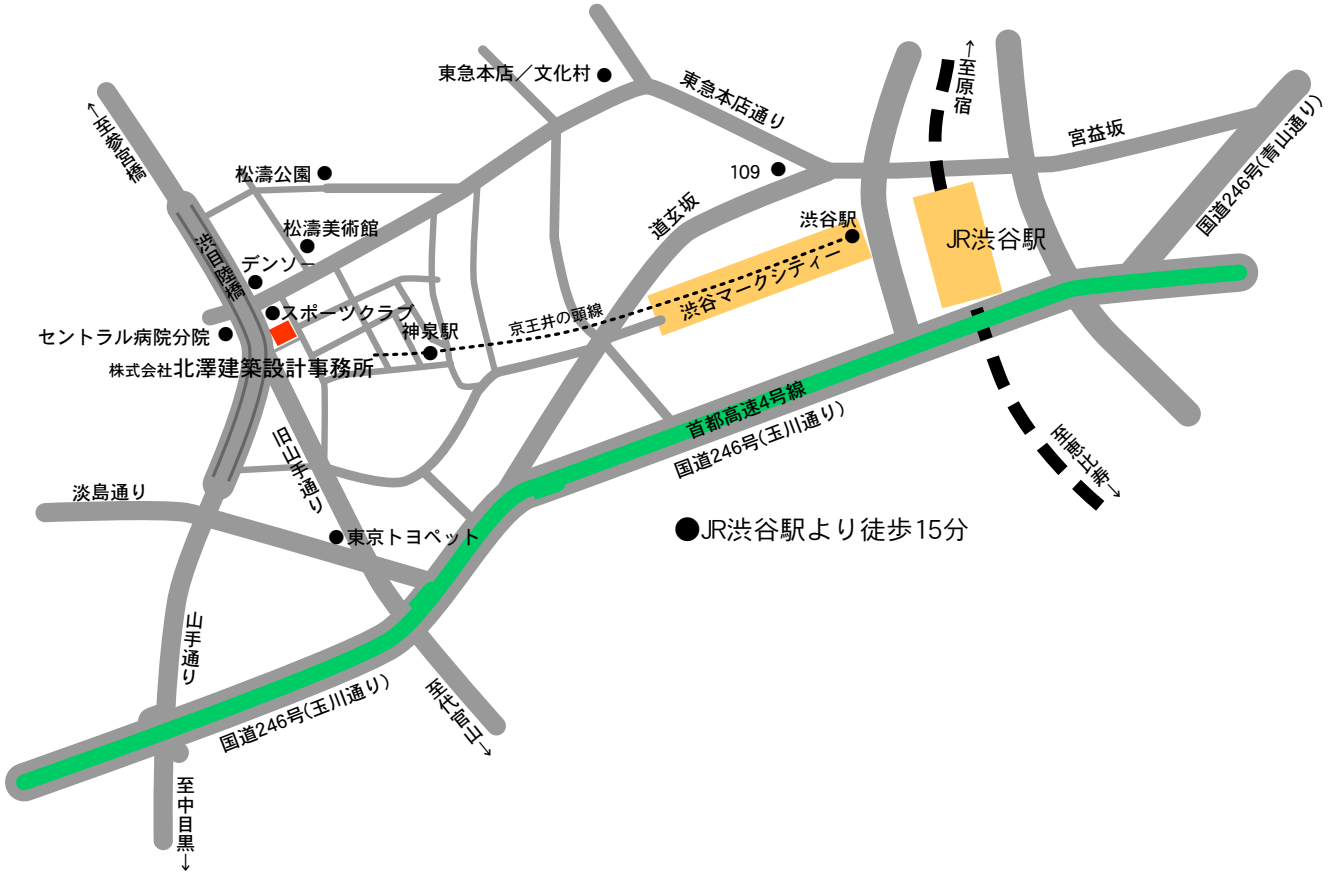 東急本店／文化村
東急本店通り
←至原宿
宮益坂
国道246号(青山通り)
←至参宮橋
松濤公園
109
松濤美術館
道玄坂
渋谷駅
JR渋谷駅
渋目陸橋
デンソー
渋谷マークシティー
スポーツクラブ
京王井の頭線
神泉駅
セントラル病院分院
株式会社北澤建築設計事務所
首都高速4号線
国道246号(玉川通り)
至恵比寿→
旧山手通り
淡島通り
東京トヨペット
●JR渋谷駅より徒歩15分
山手通り
国道246号(玉川通り)
至代官山→
至中目黒→